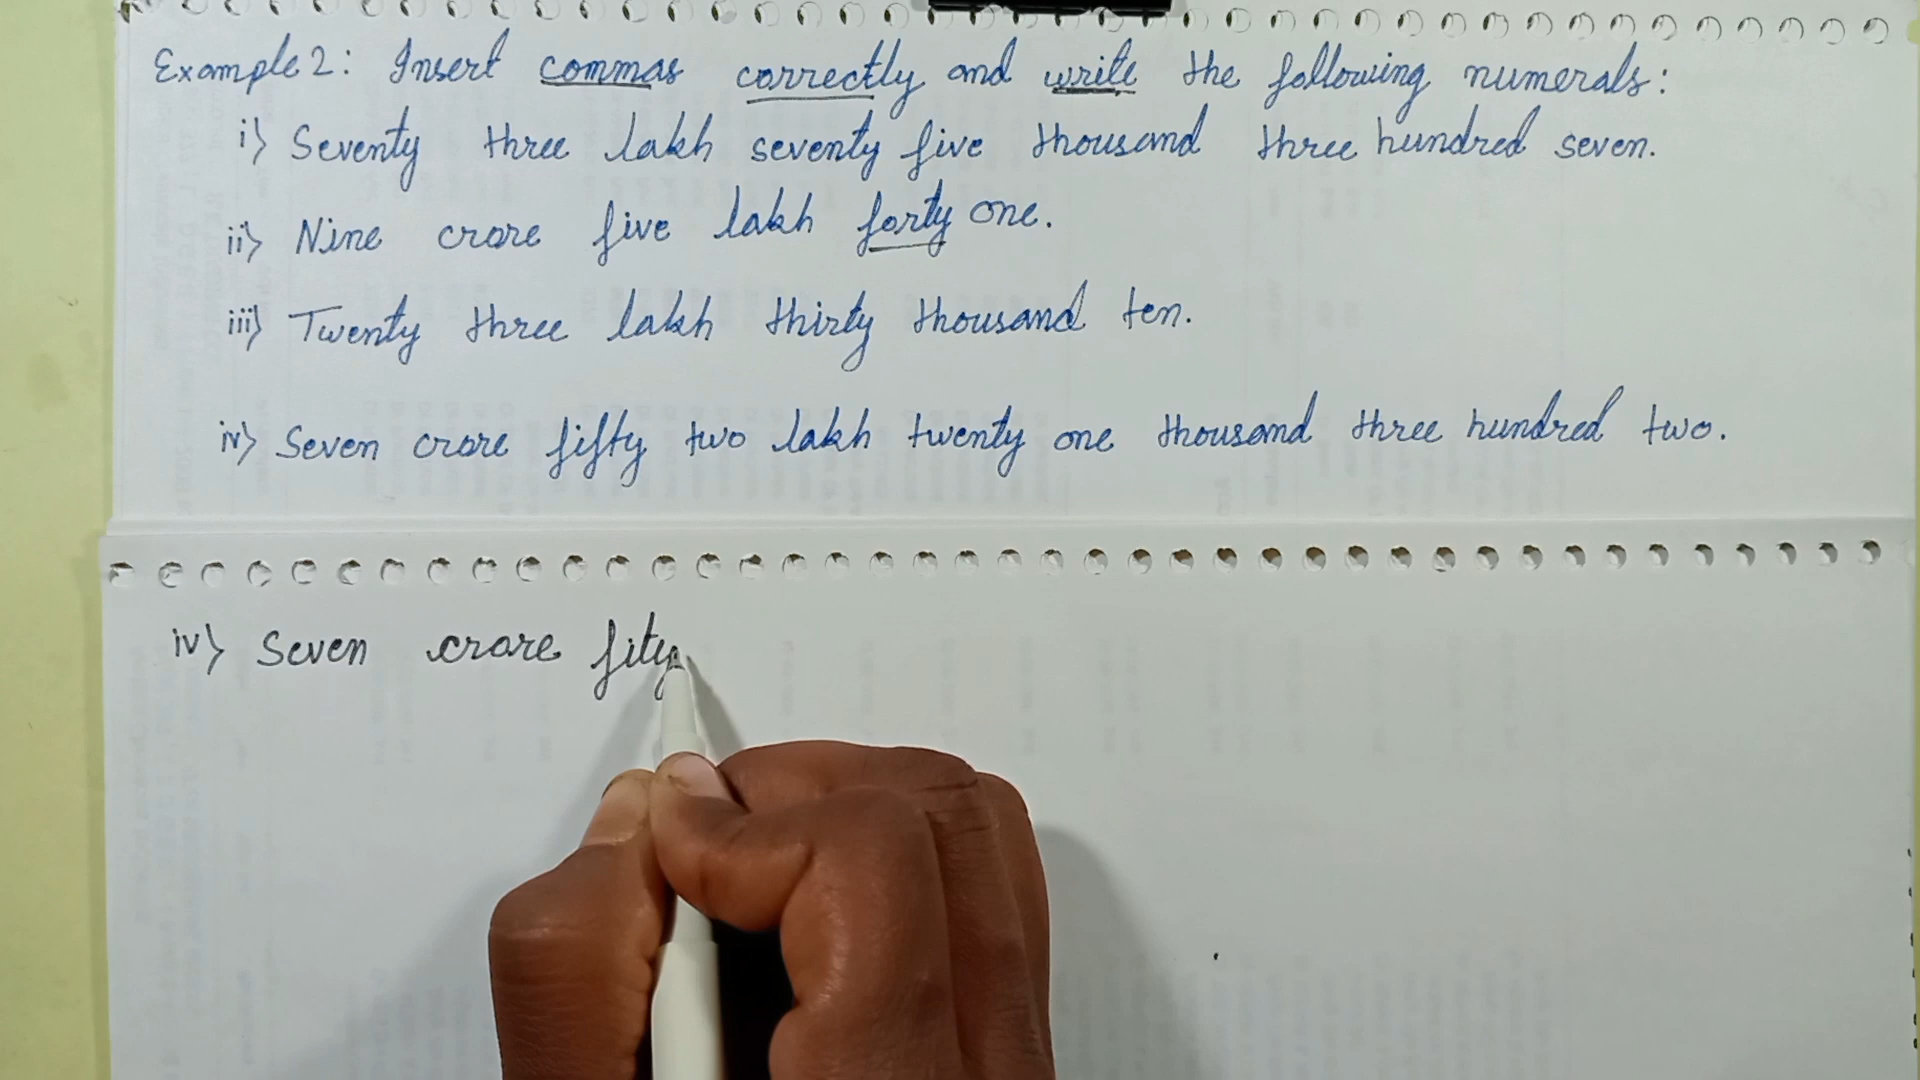 Example 2: Insert commas correctly and write the following numerals:
i) Seventy three lakh seventy five thousand three hundred seven.
ii) Nine crore five lakh forty one.
iii) Twenty three lakh thirty thousand ten.
iv) Seven crore fifty two lakh twenty one thousand three hundred two.
iv) Seven crore fity